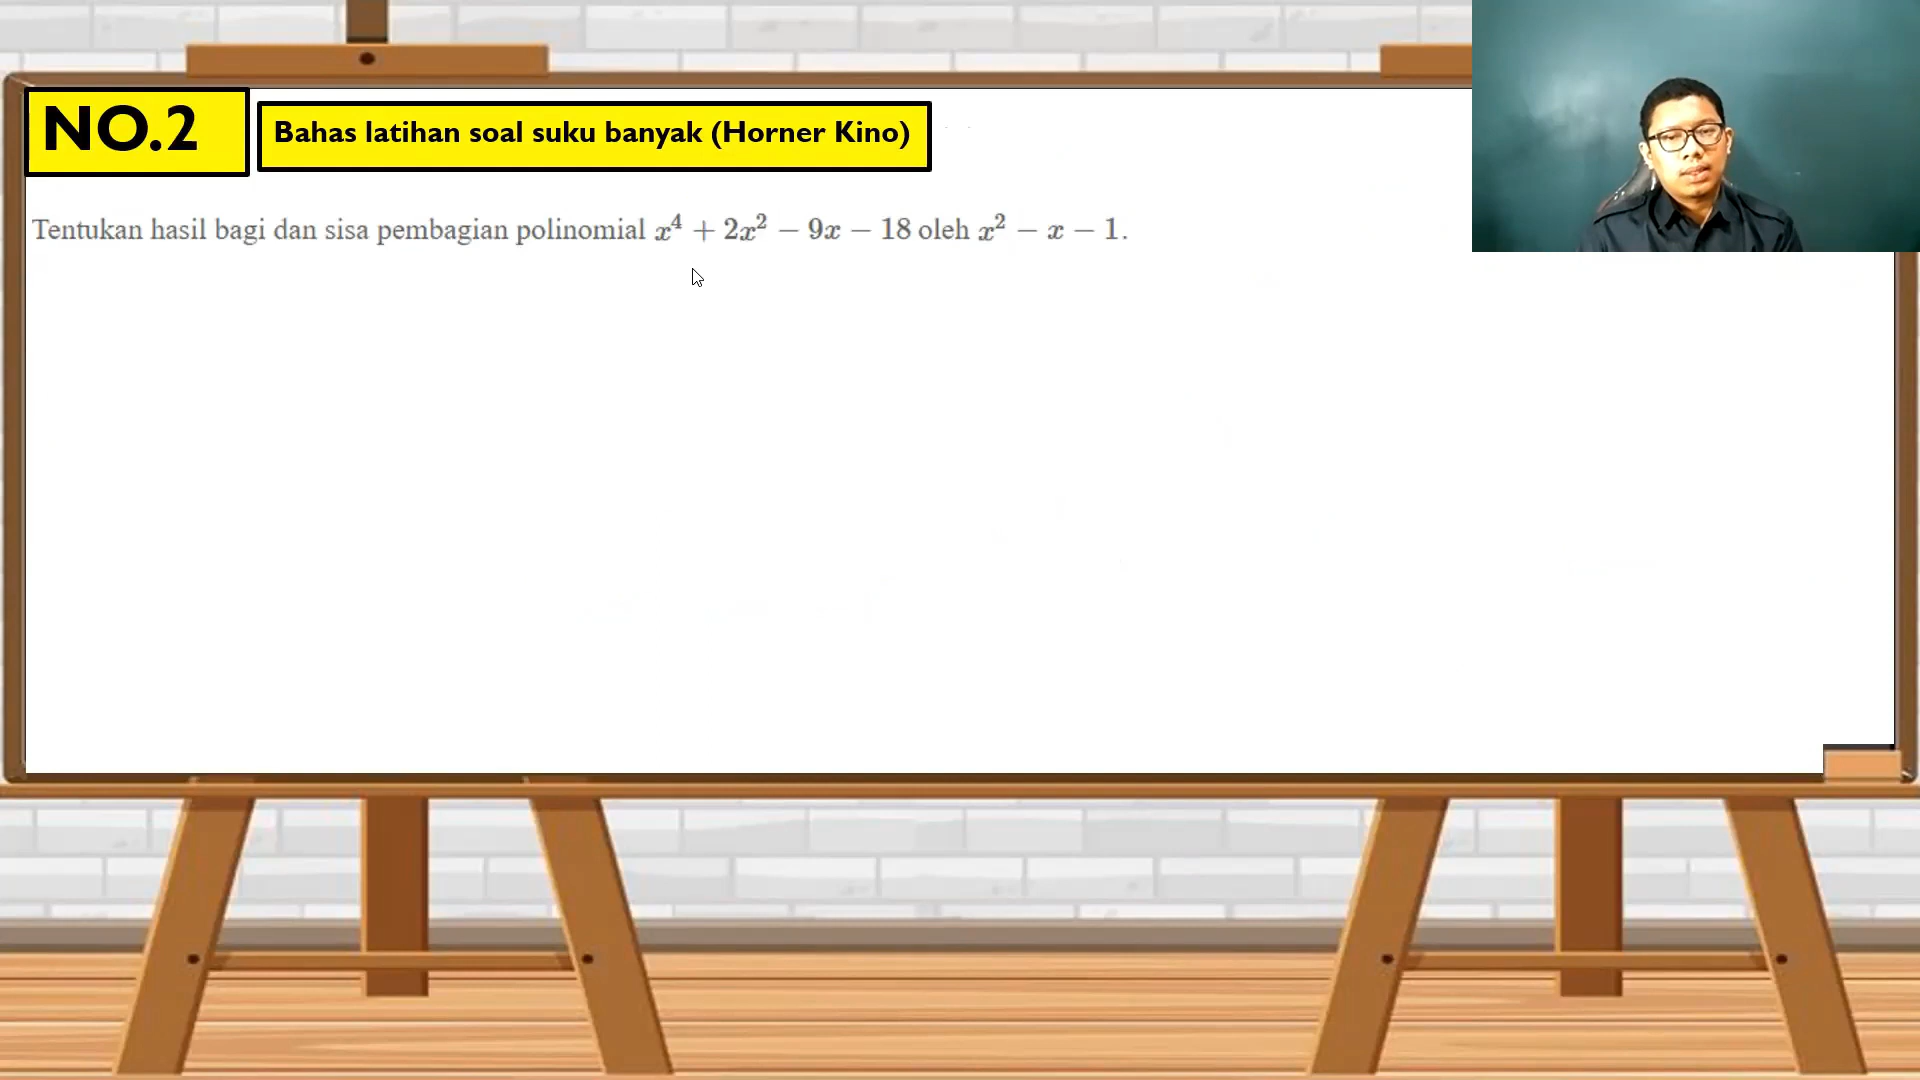 NO.2
Bahas latihan soal suku banyak (Horner Kino)
Tentukan hasil bagi dan sisa pembagian polinomial x⁴ + 2x² − 9x − 18 oleh x² − x − 1.